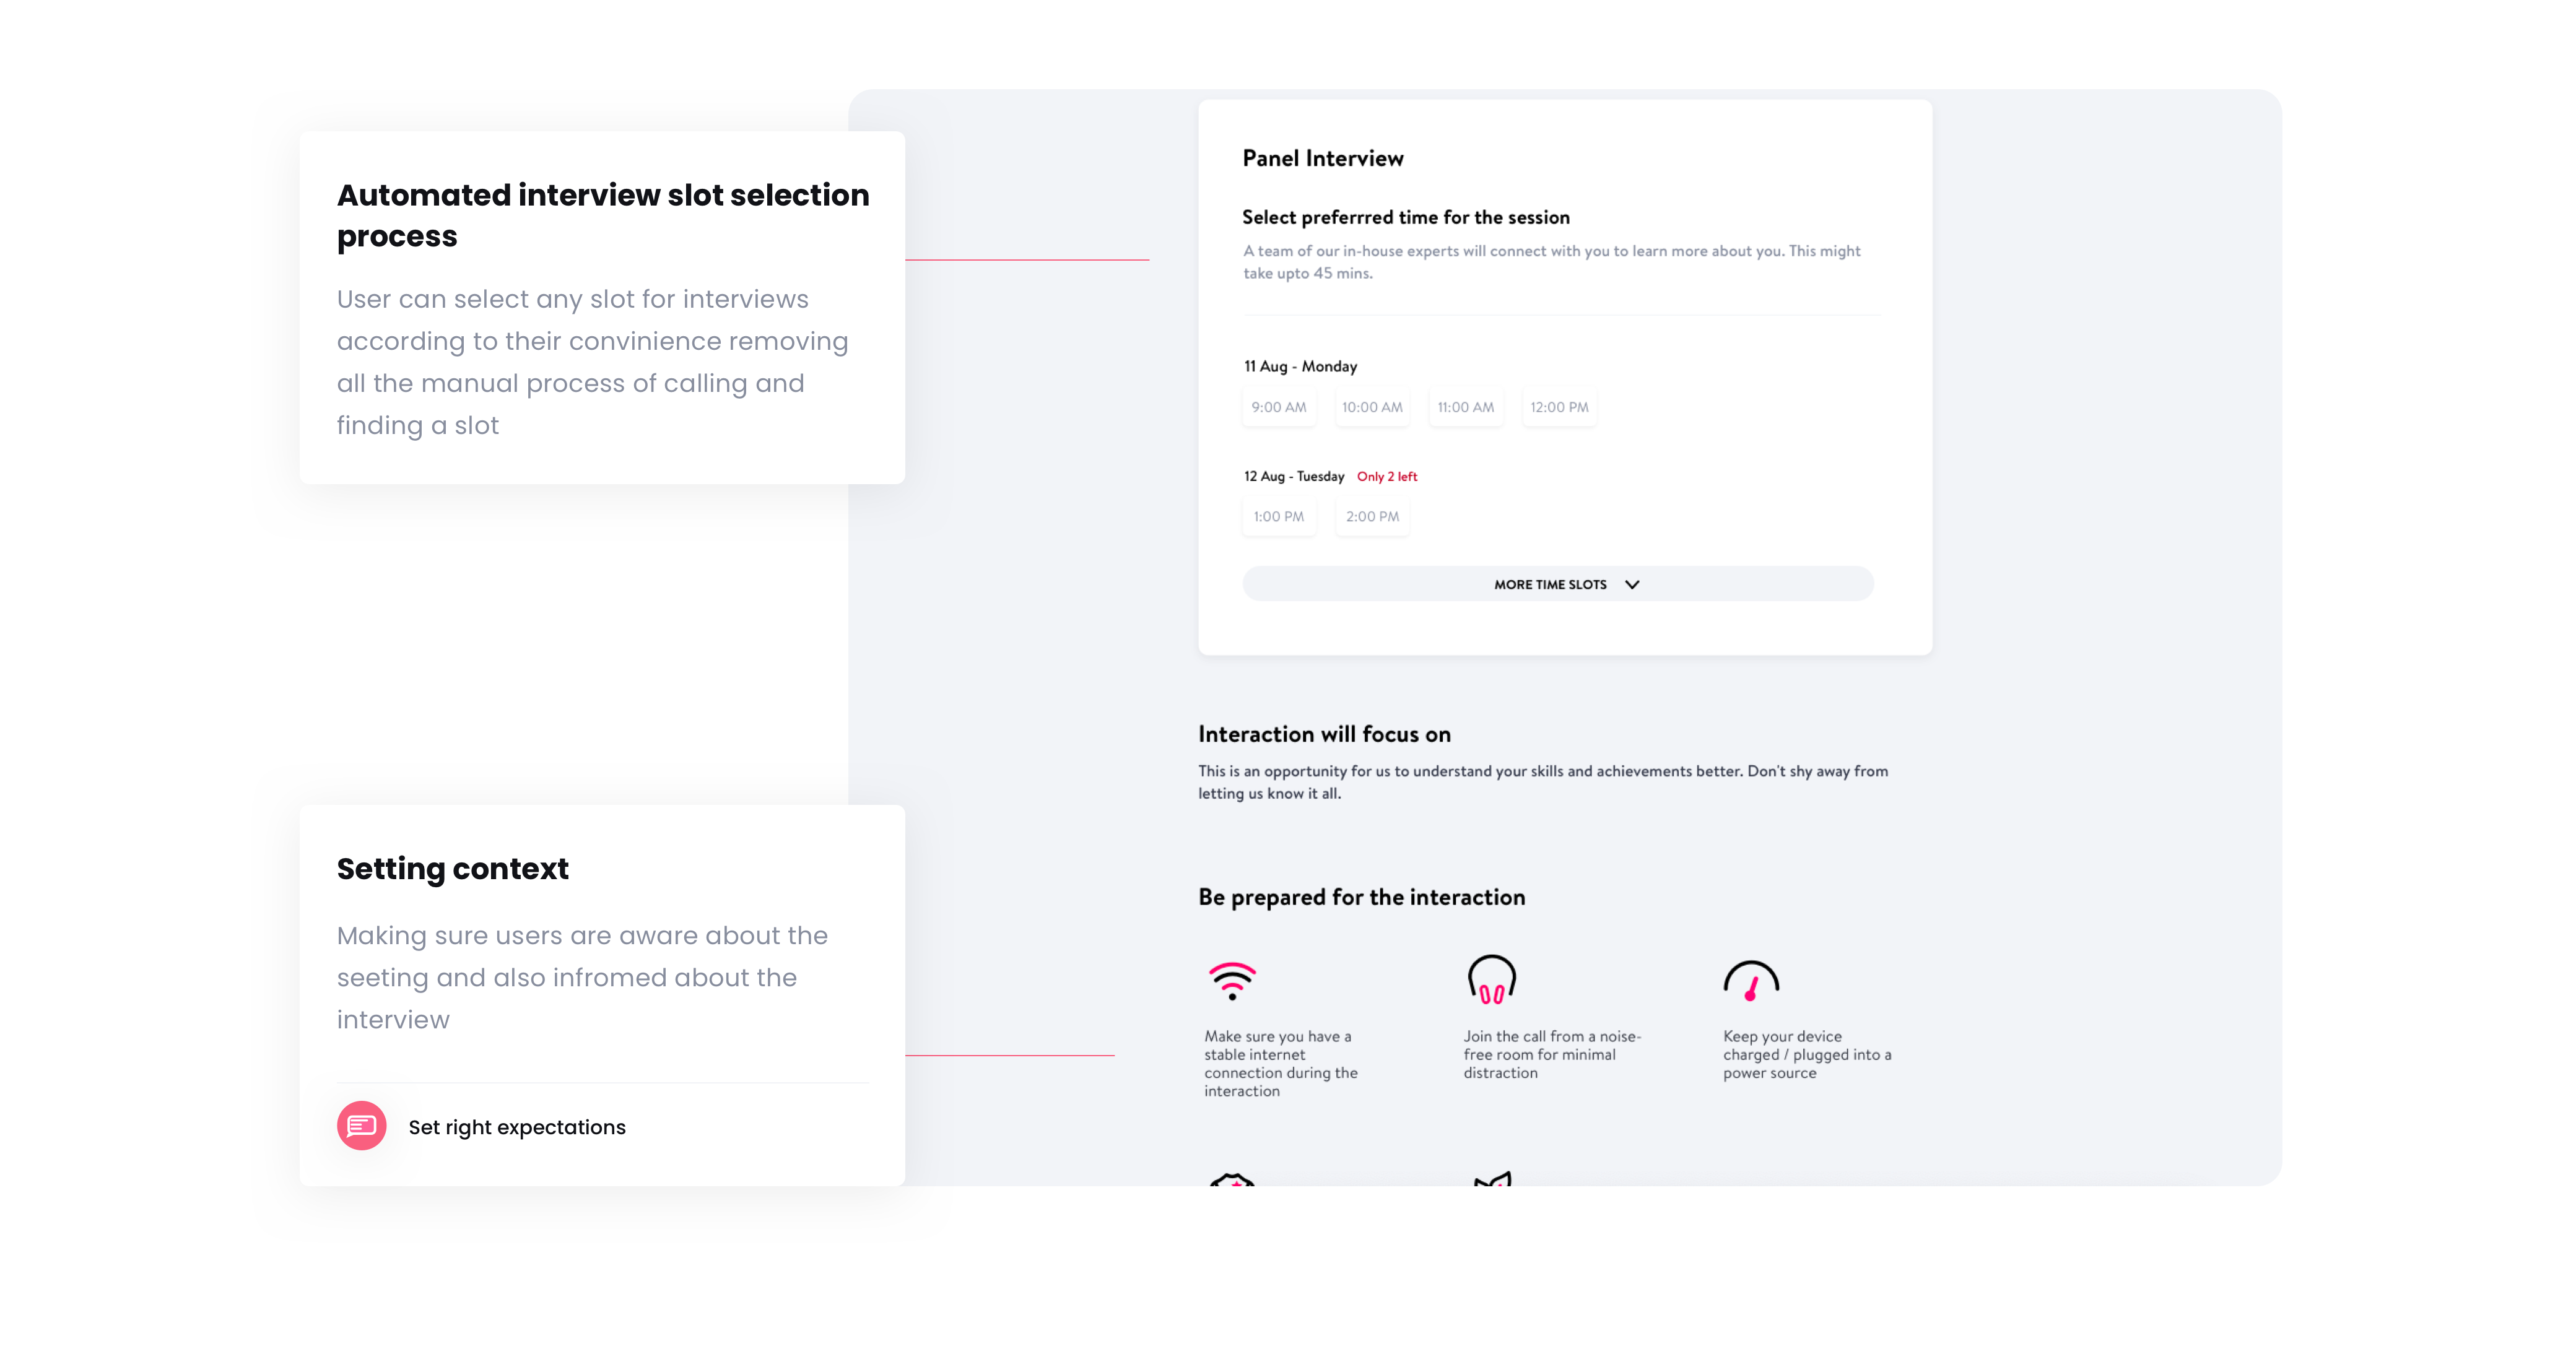 Automated interview slot selection
process
User can select any slot for interviews
according to their convinience removing
all the manual process of calling and
finding a slot
Setting context
Making sure users are aware about the
seeting and also infromed about the
interview
Set right expectations
Panel Interview
Select preferrred time for the session
A team of our in-house experts will connect with you to learn more about you. This might
take upto 45 mins.
11 Aug - Monday
9:00 AM 10:00 AM 11:00 AM 12:00 PM
12 Aug - Tuesday Only 2 left
1:00 PM 2:00 PM
MORE TIME SLOTS
Interaction will focus on
This is an opportunity for us to understand your skills and achievements better. Don't shy away from
letting us know it all.
Be prepared for the interaction
Make sure you have a
stable internet
connection during the
interaction
Join the call from a noise-
free room for minimal
distraction
Keep your device
charged / plugged into a
power source